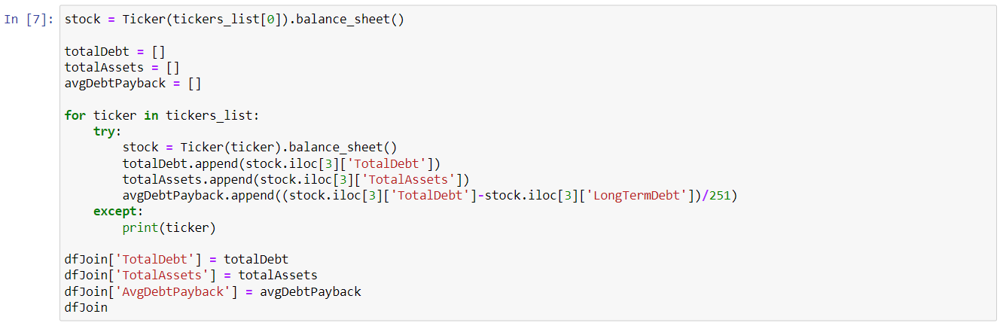 In [7]: stock = Ticker(tickers_list[0]).balance_sheet()
totalDebt = []
totalAssets = []
avgDebtPayback = []
for ticker in tickers_list:
try:
stock = Ticker(ticker).balance_sheet()
totalDebt.append(stock.iloc[3]['TotalDebt'])
totalAssets.append(stock.iloc[3]['TotalAssets'])
avgDebtPayback.append((stock.iloc[3]['TotalDebt']-stock.iloc[3]['LongTermDebt'])/251)
except:
print(ticker)
dfJoin['TotalDebt'] = totalDebt
dfJoin['TotalAssets'] = totalAssets
dfJoin['AvgDebtPayback'] = avgDebtPayback
dfJoin